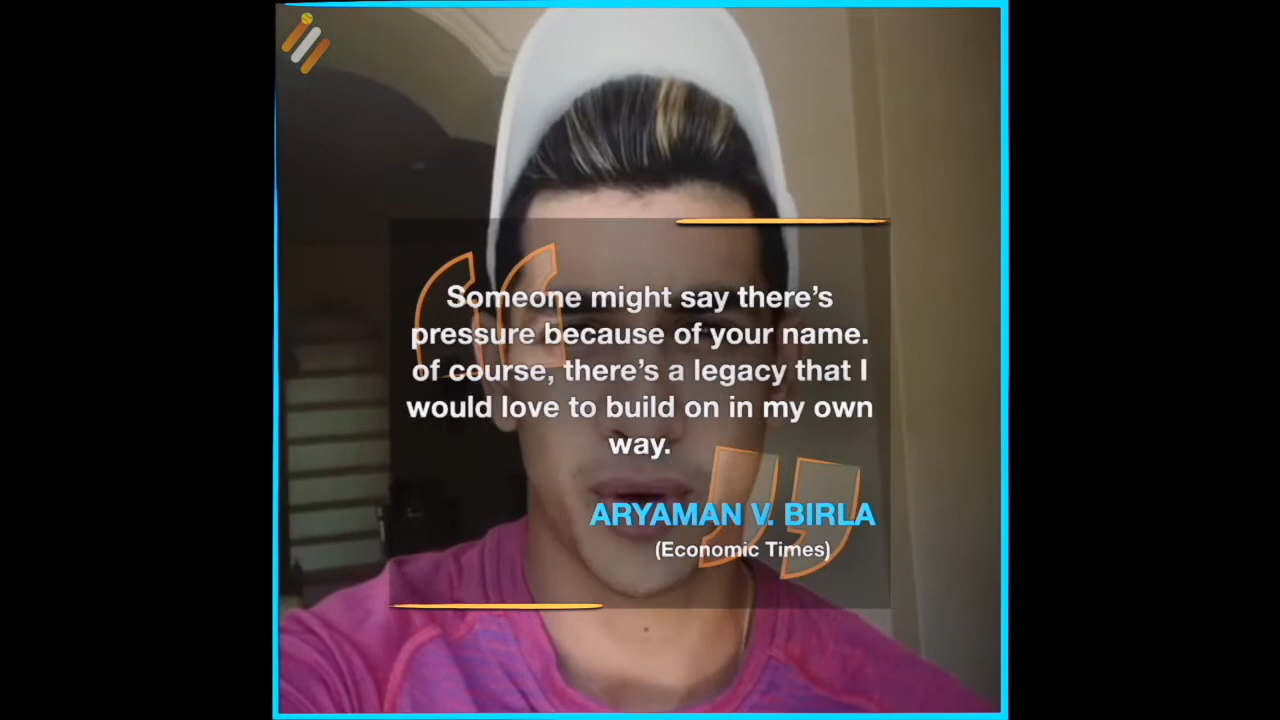 Someone might say there's
pressure because of your name.
of course, there's a legacy that I
would love to build on in my own
way.
ARYAMAN V. BIRLA
(Economic Times)